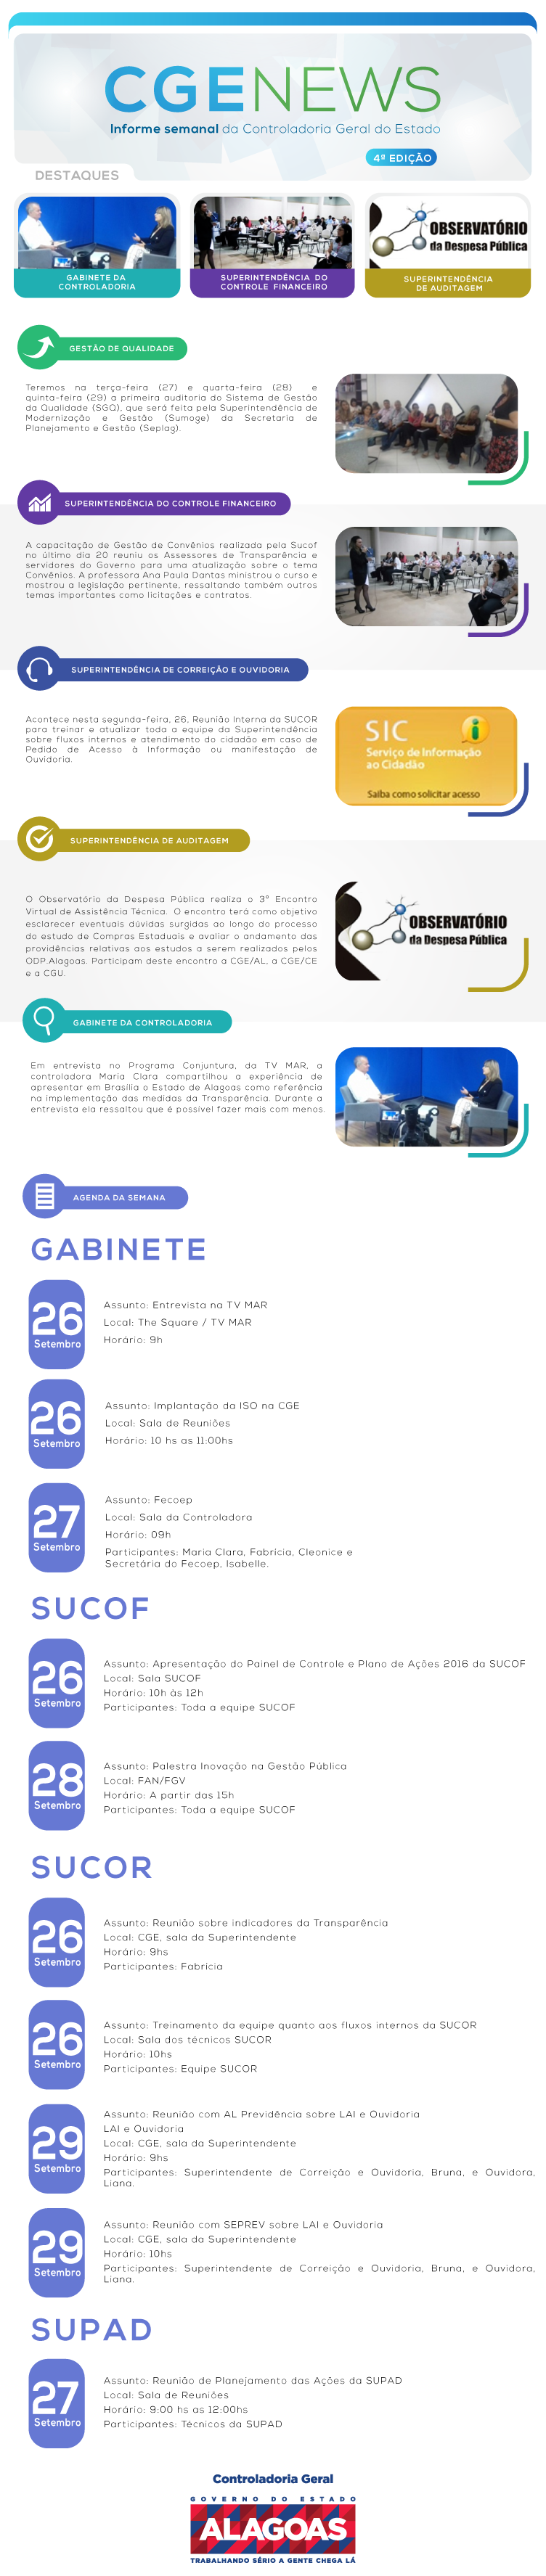 CGENEWS
Informe semanal da Controladoria Geral do Estado
4ª EDIÇÃO
DESTAQUES
OBSERVATÓRIO
da Despesa Pública
GABINETE DA
CONTROLADORIA
SUPERINTENDÊNCIA DO
CONTROLE FINANCEIRO
SUPERINTENDÊNCIA
DE AUDITAGEM
GESTÃO DE QUALIDADE
Teremos na terça-feira (27) e quarta-feira (28) e
quinta-feira (29) a primeira auditoria do Sistema de Gestão
da Qualidade (SGQ), que será feita pela Superintendência de
Modernização e Gestão (Sumoge) da Secretaria de
Planejamento e Gestão (Seplag).
SUPERINTENDÊNCIA DO CONTROLE FINANCEIRO
A capacitação de Gestão de Convênios realizada pela Sucof
no último dia 20 reuniu os Assessores de Transparência e
servidores do Governo para uma atualização sobre o tema
Convênios. A professora Ana Paula Dantas ministrou o curso e
mostrou a legislação pertinente, ressaltando também outros
temas importantes como licitações e contratos.
SUPERINTENDÊNCIA DE CORREIÇÃO E OUVIDORIA
Acontece nesta segunda-feira, 26, Reunião Interna da SUCOR
para treinar e atualizar toda a equipe da Superintendência
sobre fluxos internos e atendimento do cidadão em caso de
Pedido de Acesso à Informação ou manifestação de
Ouvidoria.
SIC
Serviço de Informação
ao Cidadão
Saiba como solicitar acesso
SUPERINTENDÊNCIA DE AUDITAGEM
O Observatório da Despesa Pública realiza o 3º Encontro
Virtual de Assistência Técnica. O encontro terá como objetivo
esclarecer eventuais dúvidas surgidas ao longo do processo
do estudo de Compras Estaduais e avaliar o andamento das
providências relativas aos estudos a serem realizados pelos
ODP.Alagoas. Participam deste encontro a CGE/AL, a CGE/CE
e a CGU.
OBSERVATÓRIO
da Despesa Pública
GABINETE DA CONTROLADORIA
Em entrevista no Programa Conjuntura, da TV MAR, a
controladora Maria Clara compartilhou a experiência de
apresentar em Brasília o Estado de Alagoas como referência
na implementação das medidas da Transparência. Durante a
entrevista ela ressaltou que é possível fazer mais com menos.
AGENDA DA SEMANA
GABINETE
26
Setembro
Assunto: Entrevista na TV MAR
Local: The Square / TV MAR
Horário: 9h
26
Setembro
Assunto: Implantação da ISO na CGE
Local: Sala de Reuniões
Horário: 10 hs as 11:00hs
27
Setembro
Assunto: Fecoep
Local: Sala da Controladora
Horário: 09h
Participantes: Maria Clara, Fabrícia, Cleonice e
Secretária do Fecoep, Isabelle.
SUCOF
26
Setembro
Assunto: Apresentação do Painel de Controle e Plano de Ações 2016 da SUCOF
Local: Sala SUCOF
Horário: 10h às 12h
Participantes: Toda a equipe SUCOF
28
Setembro
Assunto: Palestra Inovação na Gestão Pública
Local: FAN/FGV
Horário: A partir das 15h
Participantes: Toda a equipe SUCOF
SUCOR
26
Setembro
Assunto: Reunião sobre indicadores da Transparência
Local: CGE, sala da Superintendente
Horário: 9hs
Participantes: Fabrícia
26
Setembro
Assunto: Treinamento da equipe quanto aos fluxos internos da SUCOR
Local: Sala dos técnicos SUCOR
Horário: 10hs
Participantes: Equipe SUCOR
29
Setembro
Assunto: Reunião com AL Previdência sobre LAI e Ouvidoria
LAI e Ouvidoria
Local: CGE, sala da Superintendente
Horário: 9hs
Participantes: Superintendente de Correição e Ouvidoria, Bruna, e Ouvidora,
Liana.
29
Setembro
Assunto: Reunião com SEPREV sobre LAI e Ouvidoria
Local: CGE, sala da Superintendente
Horário: 10hs
Participantes: Superintendente de Correição e Ouvidoria, Bruna, e Ouvidora,
Liana.
SUPAD
27
Setembro
Assunto: Reunião de Planejamento das Ações da SUPAD
Local: Sala de Reuniões
Horário: 9:00 hs as 12:00hs
Participantes: Técnicos da SUPAD
Controladoria Geral
GOVERNO DO ESTADO
ALAGOAS
TRABALHANDO SÉRIO A GENTE CHEGA LÁ